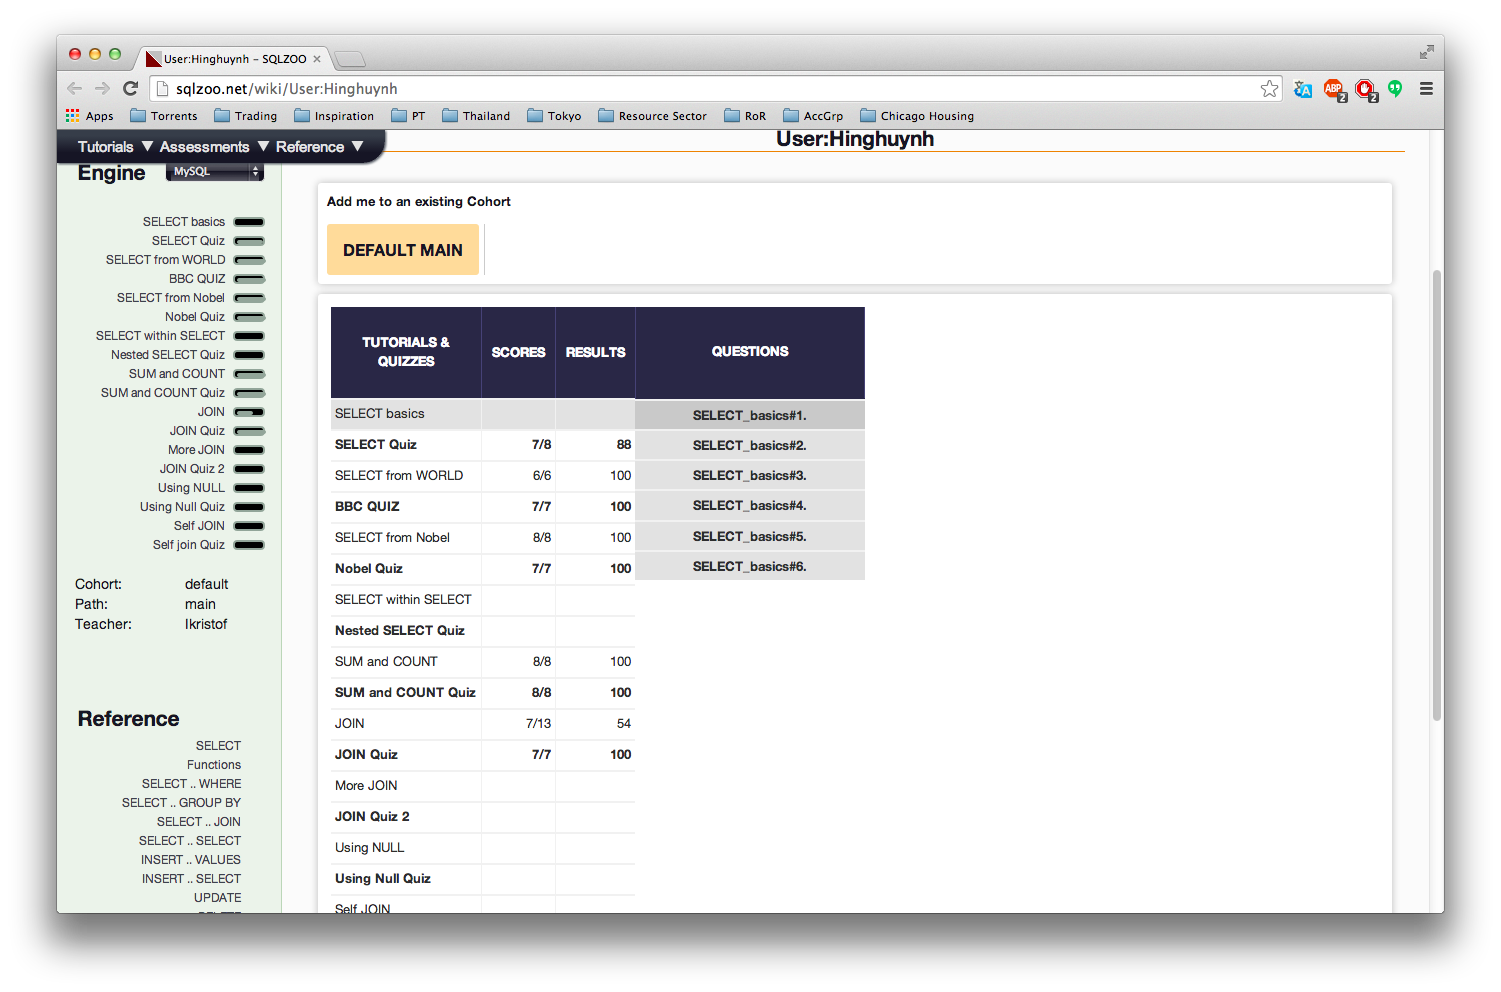 User:Hinghuynh – SQLZOO
sqlzoo.net/wiki/User:Hinghuynh
ABP 2 2
Apps Torrents Trading Inspiration PT Thailand Tokyo Resource Sector RoR AccGrp Chicago Housing
Tutorials ▼ Assessments ▼ Reference ▼
User:Hinghuynh
Engine MySQL
SELECT basics
SELECT Quiz
SELECT from WORLD
BBC QUIZ
SELECT from Nobel
Nobel Quiz
SELECT within SELECT
Nested SELECT Quiz
SUM and COUNT
SUM and COUNT Quiz
JOIN
JOIN Quiz
More JOIN
JOIN Quiz 2
Using NULL
Using Null Quiz
Self JOIN
Self join Quiz
Cohort: default
Path: main
Teacher: lkristof
Reference
SELECT
Functions
SELECT .. WHERE
SELECT .. GROUP BY
SELECT .. JOIN
SELECT .. SELECT
INSERT .. VALUES
INSERT .. SELECT
UPDATE
Add me to an existing Cohort
DEFAULT MAIN
TUTORIALS & QUIZZES SCORES RESULTS QUESTIONS
SELECT basics
SELECT Quiz 7/8 88
SELECT from WORLD 6/6 100
BBC QUIZ 7/7 100
SELECT from Nobel 8/8 100
Nobel Quiz 7/7 100
SELECT within SELECT
Nested SELECT Quiz
SUM and COUNT 8/8 100
SUM and COUNT Quiz 8/8 100
JOIN 7/13 54
JOIN Quiz 7/7 100
More JOIN
JOIN Quiz 2
Using NULL
Using Null Quiz
Self JOIN
SELECT_basics#1.
SELECT_basics#2.
SELECT_basics#3.
SELECT_basics#4.
SELECT_basics#5.
SELECT_basics#6.